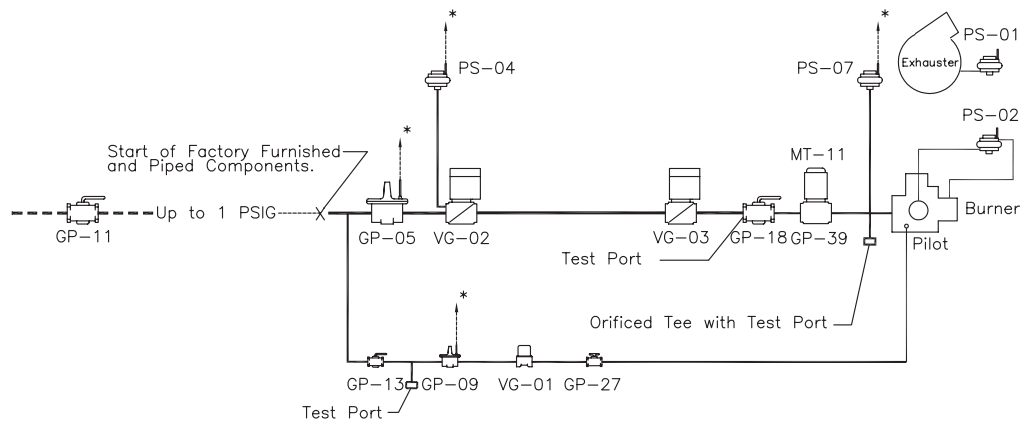 *
*
PS-04
PS-07
Exhauster
PS-01
PS-02
*
Start of Factory Furnished
and Piped Components.
MT-11
Up to 1 PSIG
GP-11
GP-05
VG-02
VG-03
GP-18
GP-39
Burner
Pilot
Test Port
*
Orificed Tee with Test Port
GP-13
GP-09
VG-01
GP-27
Test Port